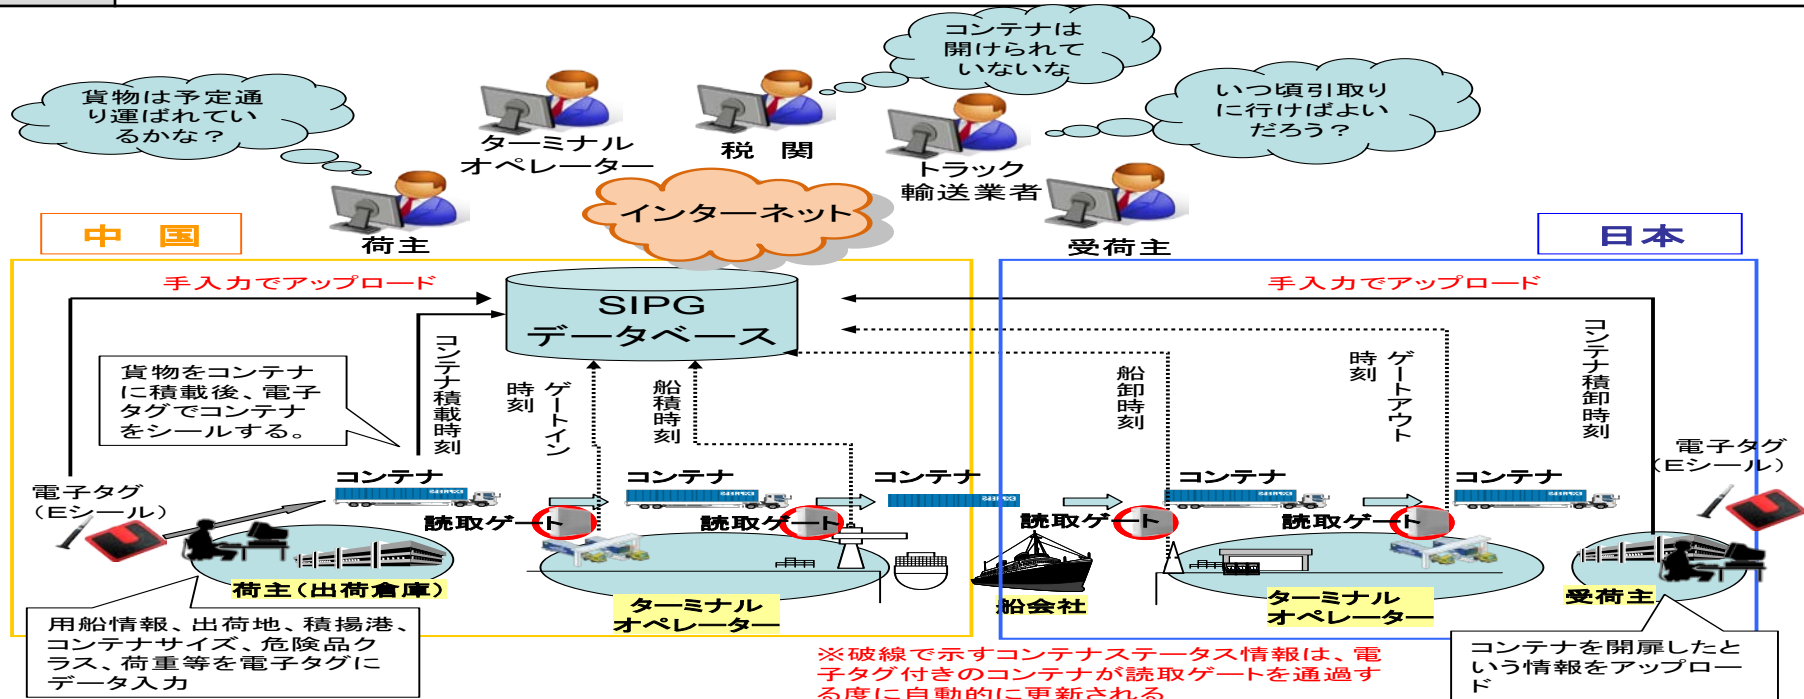 コンテナは
開けられて
いないな
貨物は予定通
り運ばれてい
るかな？
いつ頃引取り
に行けばよい
だろう？
ターミナル
オペレーター
税 関
トラック
輸送業者
荷主
受荷主
インターネット
中 国
日本
手入力でアップロード
手入力でアップロード
SIPG
データベース
貨物をコンテナ
に積載後、電子
タグでコンテナ
をシールする。
コンテナ積載時刻
ゲートイン
時刻
船積時刻
船卸時刻
ゲートアウト
時刻
コンテナ積卸時刻
電子タグ
（Eシール）
コンテナ
コンテナ
コンテナ
コンテナ
コンテナ
電子タグ
（Eシール）
読取ゲート
読取ゲート
読取ゲート
読取ゲート
荷主（出荷倉庫）
ターミナル
オペレーター
船会社
ターミナル
オペレーター
受荷主
用船情報、出荷地、積揚港、
コンテナサイズ、危険品ク
ラス、荷重等を電子タグに
データ入力
※破線で示すコンテナステータス情報は、電
子タグ付きのコンテナが読取ゲートを通過す
る度に自動的に更新される
コンテナを開扉したと
いう情報をアップロー
ド